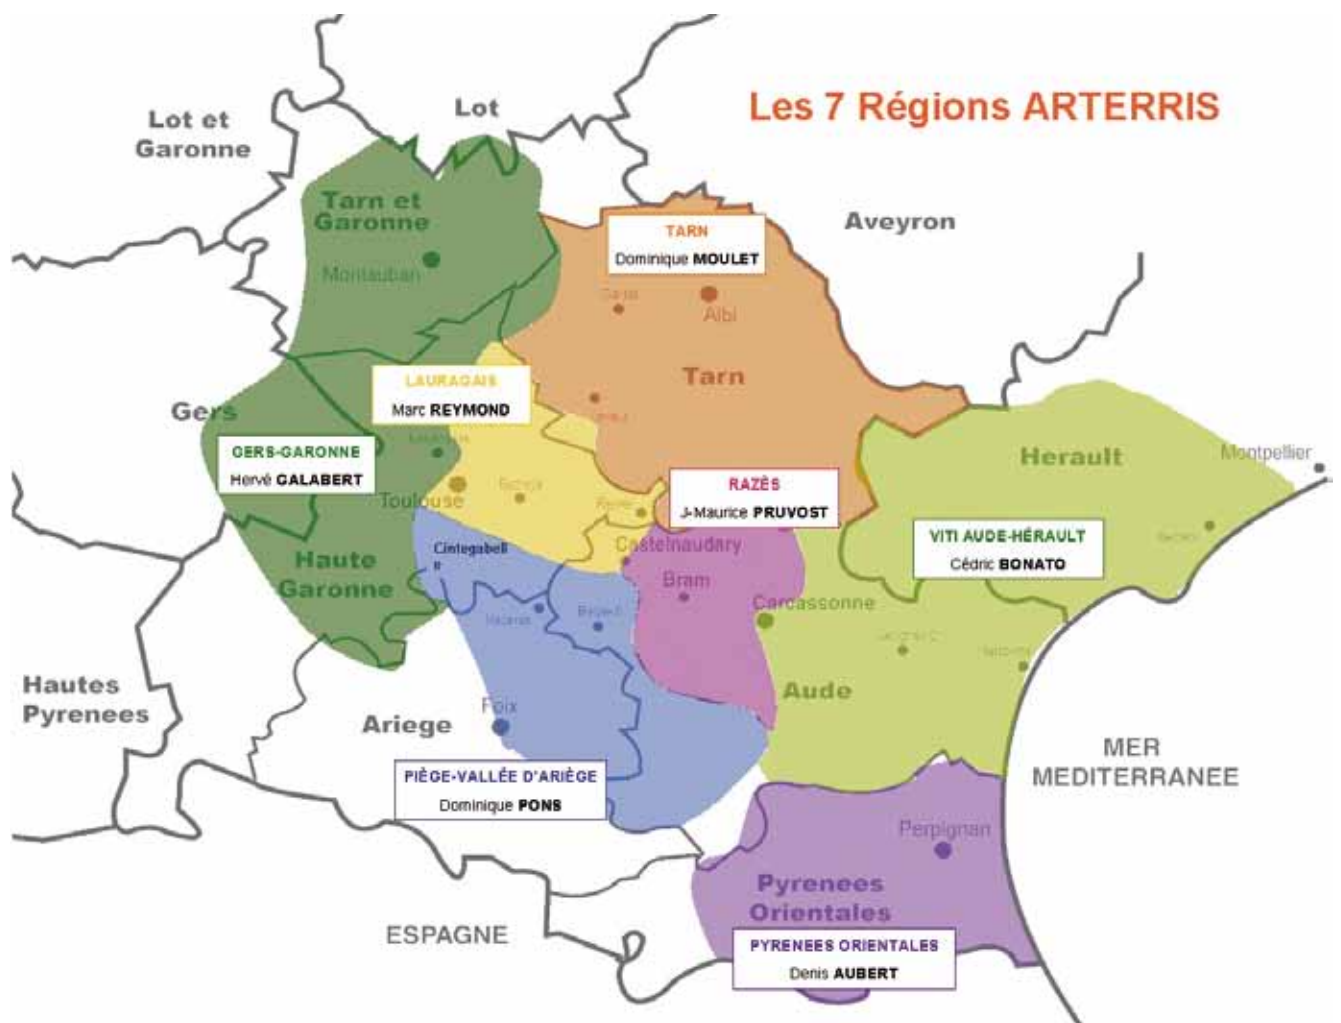 Les 7 Régions ARTERRIS
Lot
Lot et
Garonne
Tarn et
Garonne
Montauban
Aveyron
TARN
Dominique MOULET
Albi
Tarn
LAURAGAIS
Marc REYMOND
Gers
GERS-GARONNE
Hervé GALABERT
Toulouse
Herault
Montpellier
RAZÈS
J-Maurice PRUVOST
VITI AUDE-HÉRAULT
Cédric BONATO
Cintegabell
Castelnaudary
Haute
Garonne
Bram
Carcassonne
Hautes
Pyrenees
Ariege
Foix
Aude
PIÈGE-VALLÉE D'ARIÈGE
Dominique PONS
MER
MEDITERRANEE
Perpignan
Pyrenees
Orientales
ESPAGNE
PYRENEES ORIENTALES
Denis AUBERT